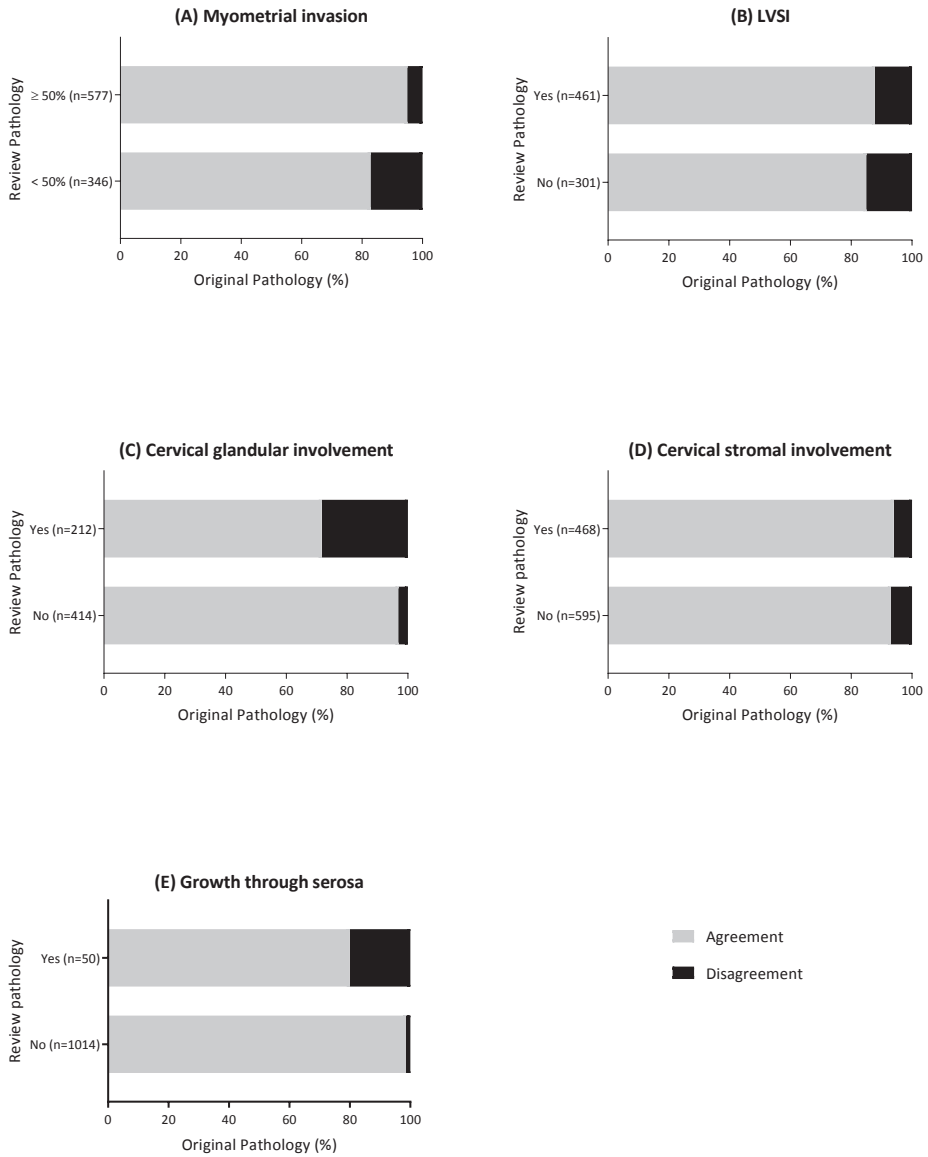 (A) Myometrial invasion
Review Pathology
≥ 50% (n=577)
< 50% (n=346)
0 20 40 60 80 100
Original Pathology (%)
(B) LVSI
Review Pathology
Yes (n=461)
No (n=301)
0 20 40 60 80 100
Original Pathology (%)
(C) Cervical glandular involvement
Review Pathology
Yes (n=212)
No (n=414)
0 20 40 60 80 100
Original Pathology (%)
(D) Cervical stromal involvement
Review pathology
Yes (n=468)
No (n=595)
0 20 40 60 80 100
Original Pathology (%)
(E) Growth through serosa
Review pathology
Yes (n=50)
No (n=1014)
0 20 40 60 80 100
Original Pathology (%)
Agreement
Disagreement